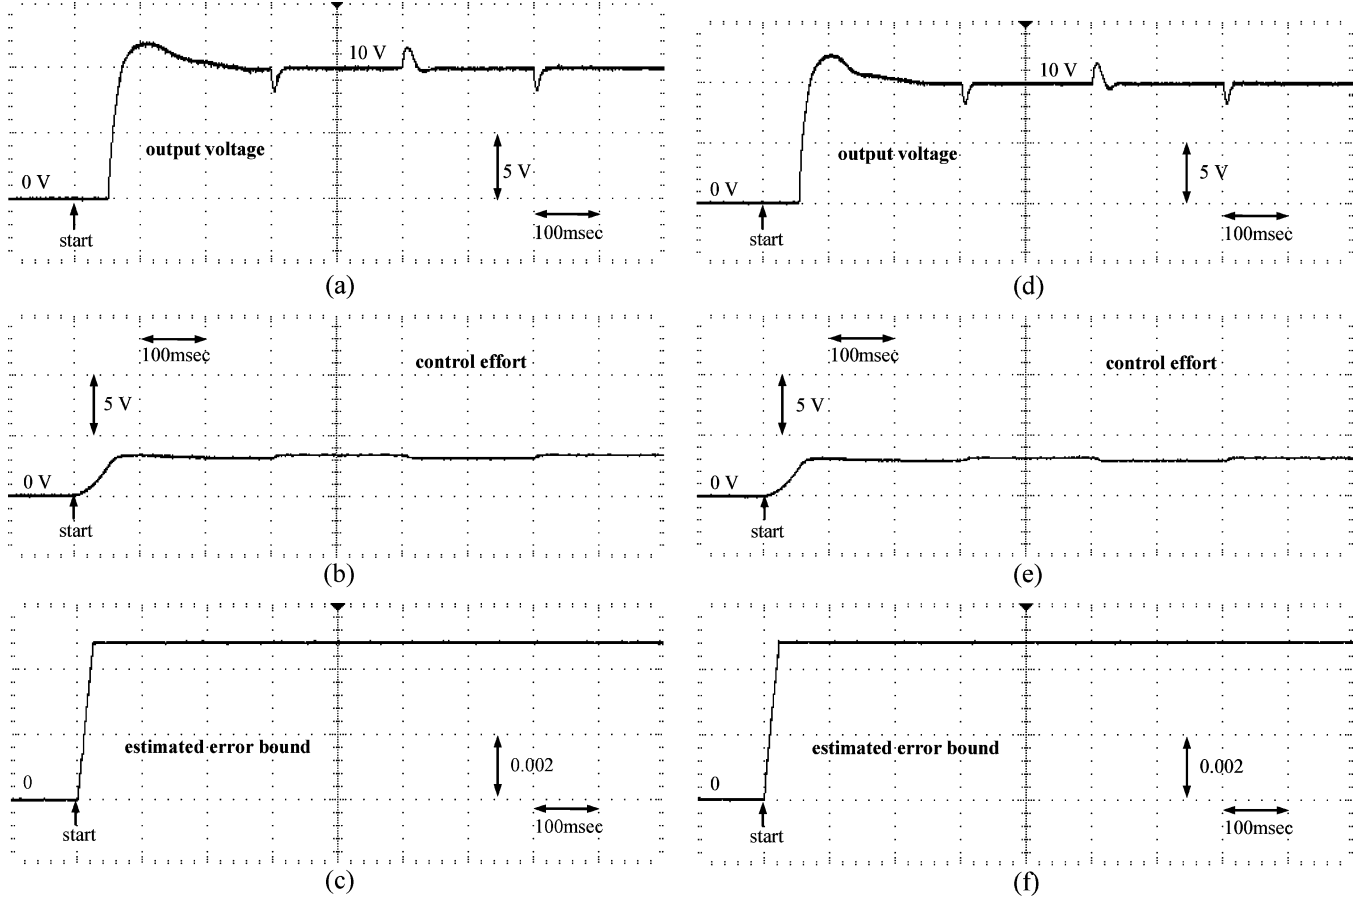 10 V
output voltage
5 V
0 V
start
100msec
(a)
100msec
control effort
5 V
0 V
start
(b)
estimated error bound
0.002
0
100msec
start
(c)
10 V
output voltage
5 V
0 V
start
100msec
(d)
100msec
control effort
5 V
0 V
start
(e)
estimated error bound
0.002
0
100msec
start
(f)